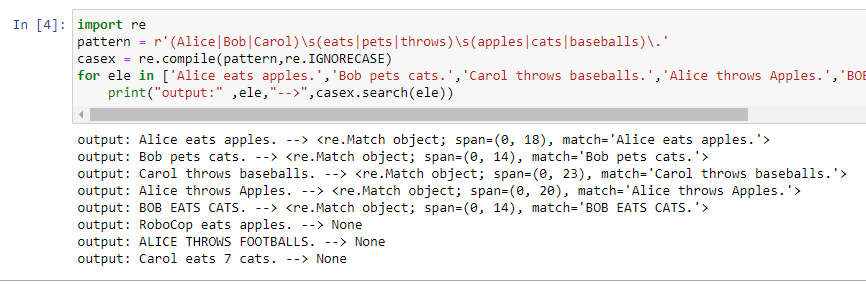 In [4]: import re
pattern = r'(Alice|Bob|Carol)\s(eats|pets|throws)\s(apples|cats|baseballs)\.'
casex = re.compile(pattern,re.IGNORECASE)
for ele in ['Alice eats apples.','Bob pets cats.','Carol throws baseballs.','Alice throws Apples.','BOE
print("output:" ,ele,"-->",casex.search(ele))
output: Alice eats apples. --> <re.Match object; span=(0, 18), match='Alice eats apples.'>
output: Bob pets cats. --> <re.Match object; span=(0, 14), match='Bob pets cats.'>
output: Carol throws baseballs. --> <re.Match object; span=(0, 23), match='Carol throws baseballs.'>
output: Alice throws Apples. --> <re.Match object; span=(0, 20), match='Alice throws Apples.'>
output: BOB EATS CATS. --> <re.Match object; span=(0, 14), match='BOB EATS CATS.'>
output: RoboCop eats apples. --> None
output: ALICE THROWS FOOTBALLS. --> None
output: Carol eats 7 cats. --> None